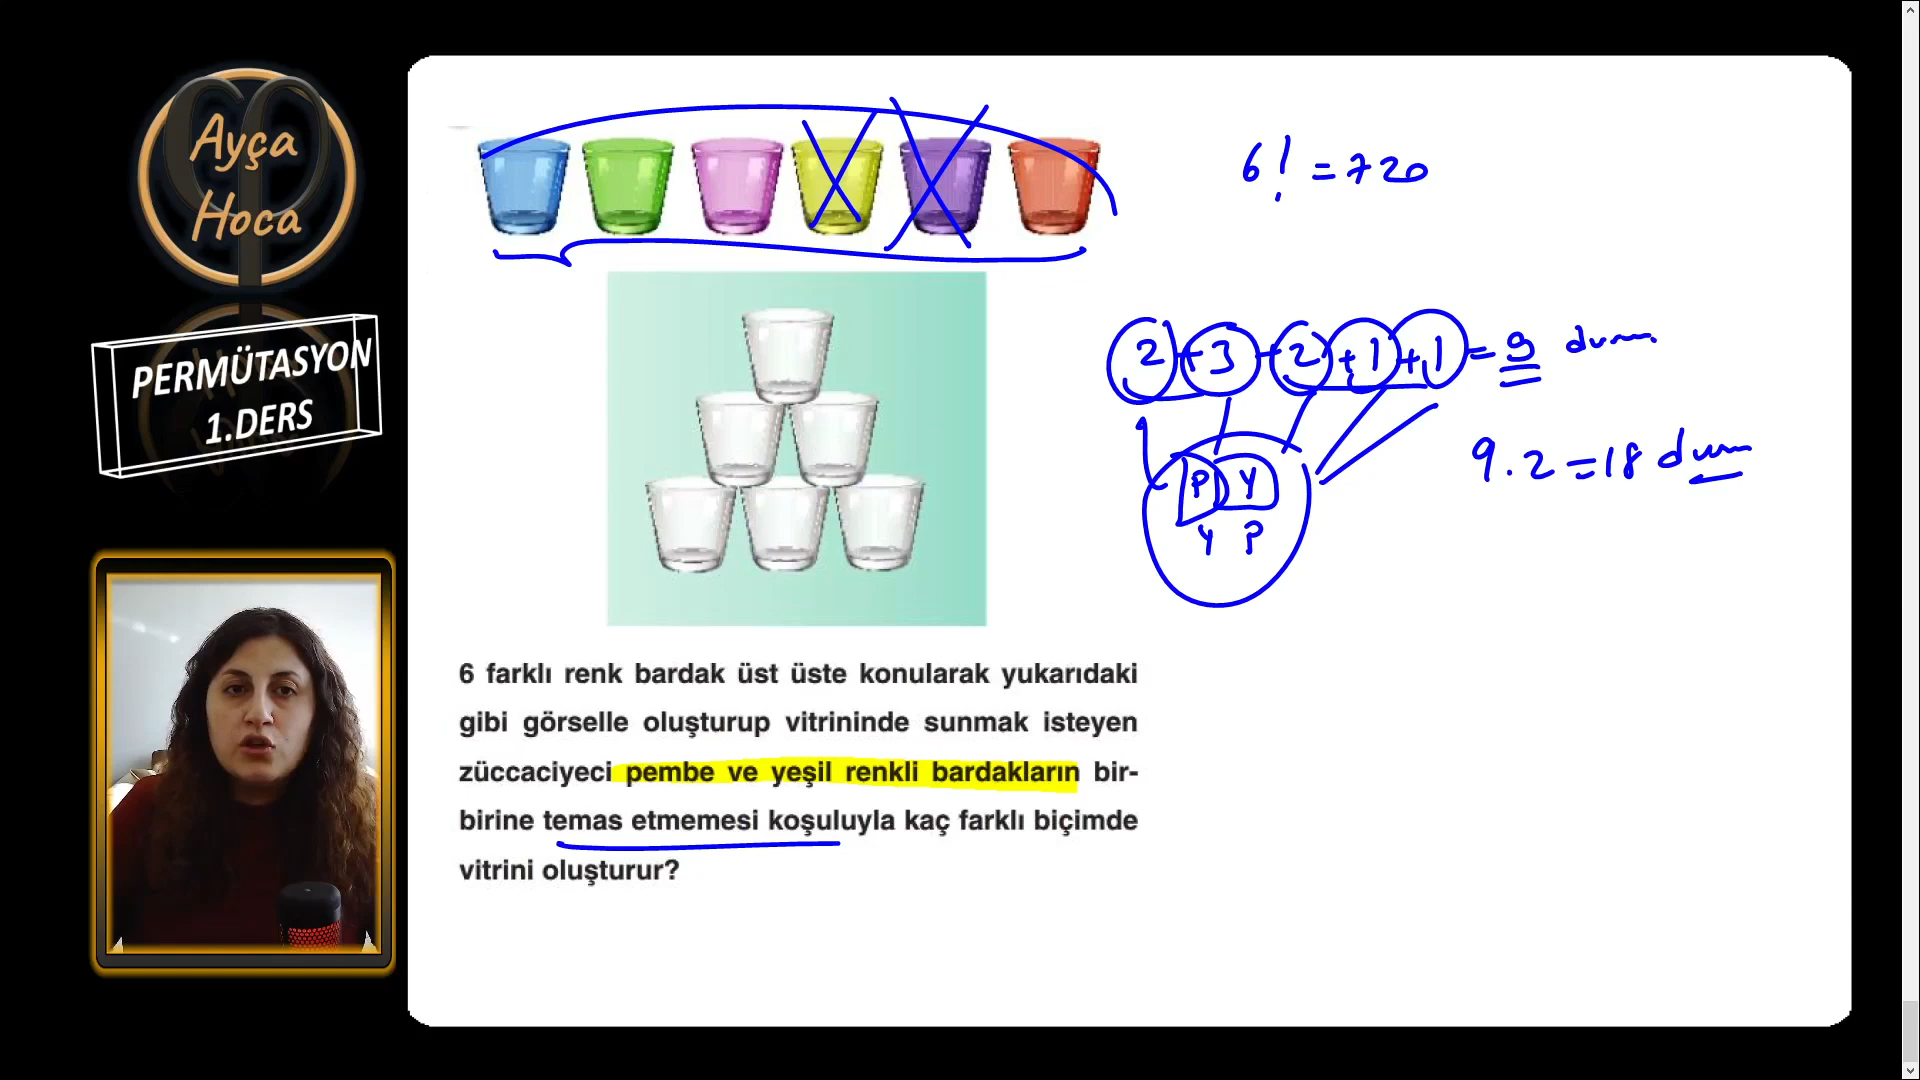 Ayça
Hoca
PERMÜTASYON
1.DERS
6! = 720
2+3+2+1+1 = 9 durum
9.2=18 durum
P Y
Y P
6 farklı renk bardak üst üste konularak yukarıdaki
gibi görselle oluşturup vitrininde sunmak isteyen
züccaciyeci pembe ve yeşil renkli bardakların bir-
birine temas etmemesi koşuluyla kaç farklı biçimde
vitrini oluşturur?